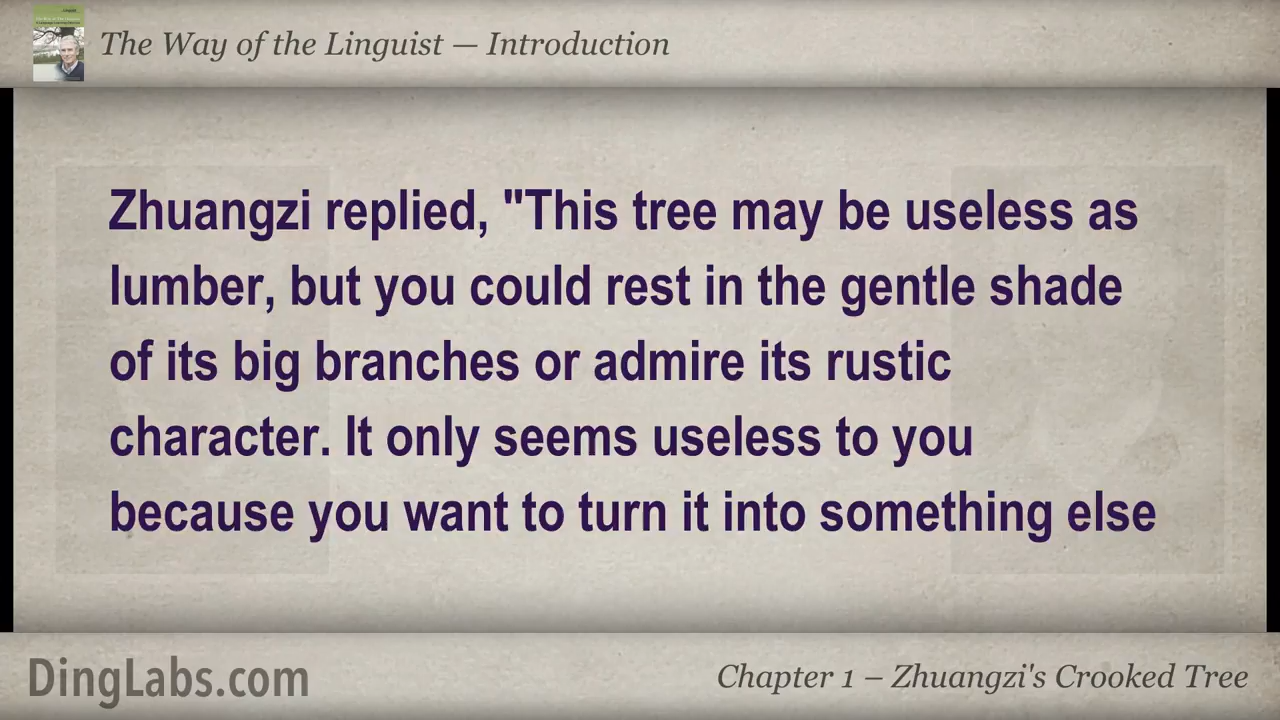 The Way of the Linguist — Introduction
Zhuangzi replied, "This tree may be useless as
lumber, but you could rest in the gentle shade
of its big branches or admire its rustic
character. It only seems useless to you
because you want to turn it into something else
DingLabs.com
Chapter 1 – Zhuangzi's Crooked Tree